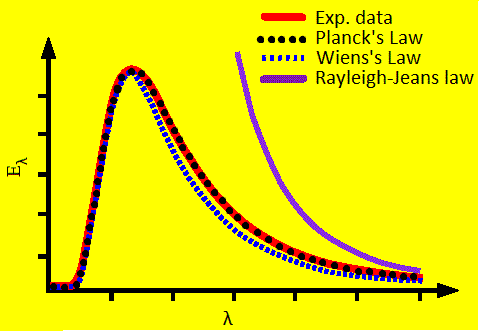 Exp. data
Planck's Law
Wiens's Law
Rayleigh-Jeans law
Eλ
λ